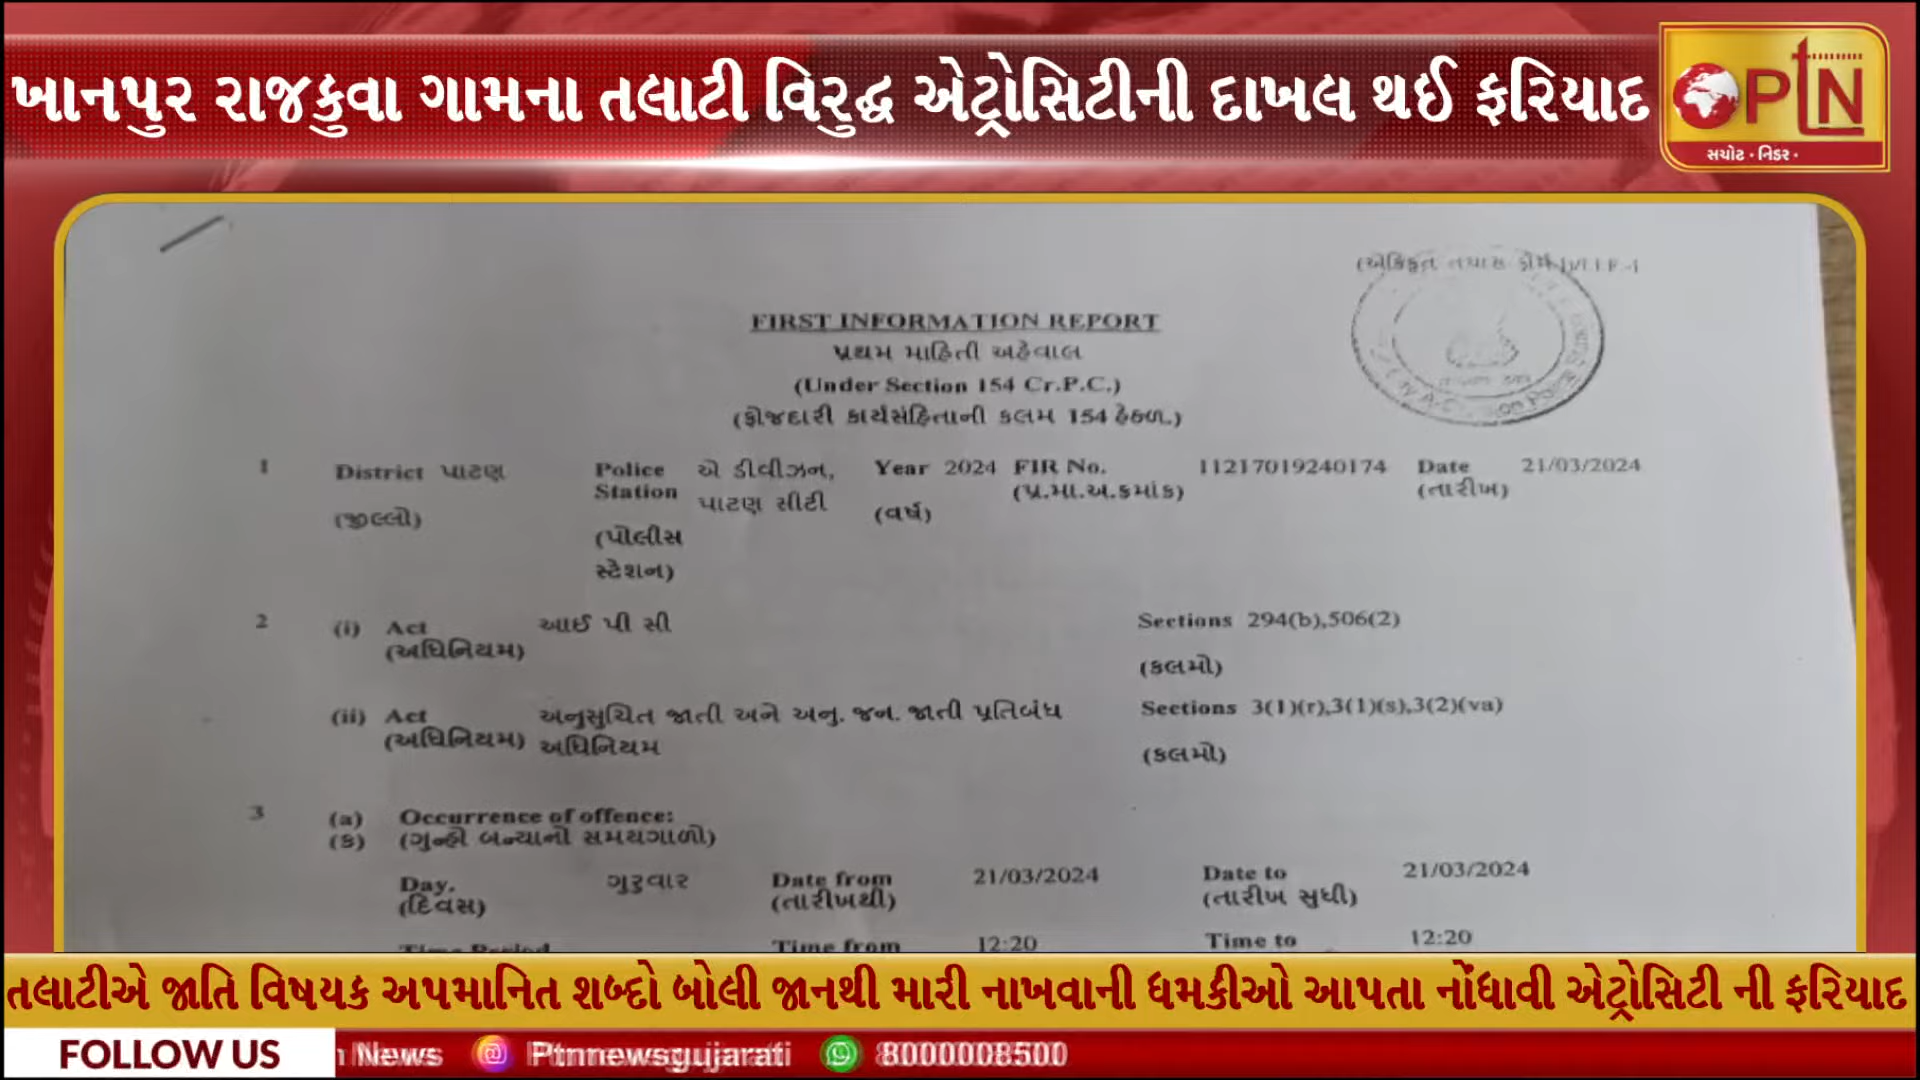 ખાનપુર રાજકુવા ગામના તલાટી વિરુદ્ધ એટ્રોસિટીની દાખલ થઈ ફરિયાદ
PTN
સચોટ • નિડર •
(એકિકૃત તપાસ ફોર્મ I.I.F.-I
FIRST INFORMATION REPORT
પ્રથમ માહિતી અહેવાલ
(Under Section 154 Cr.P.C.)
(ફોજદારી કાર્યસંહિતાની કલમ 154 હેઠળ.)
1 District પાટણ Police Station એ ડીવીઝન, પાટણ સીટી Year 2024 FIR No. 11217019240174 Date 21/03/2024
(જીલ્લો) (પોલીસ સ્ટેશન) (વર્ષ) (પ્ર.મા.અ.ક્રમાંક) (તારીખ)
2 (i) Act આઈ પી સી Sections 294(b),506(2)
(અધિનિયમ) (કલમો)
(ii) Act અનુસુચિત જાતી અને અનુ. જન. જાતી પ્રતિબંધ Sections 3(1)(r),3(1)(s),3(2)(va)
(અધિનિયમ) અધિનિયમ (કલમો)
3 (a) Occurrence of offence:
(ક) (ગુન્હો બન્યાનો સમયગાળો)
Day. ગુરુવાર Date from 21/03/2024 Date to 21/03/2024
(દિવસ) (તારીખથી) (તારીખ સુધી)
Time Period Time from 12:20 Time to 12:20
તલાટીએ જાતિ વિષયક અપમાનિત શબ્દો બોલી જાનથી મારી નાખવાની ધમકીઓ આપતા નોંધાવી એટ્રોસિટી ની ફરિયાદ
FOLLOW US News Ptnnewsgujarati 8000008500